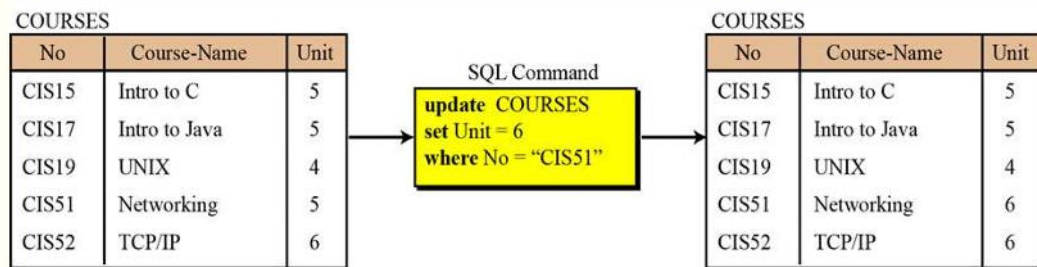 COURSES
No Course-Name Unit
CIS15 Intro to C 5
CIS17 Intro to Java 5
CIS19 UNIX 4
CIS51 Networking 5
CIS52 TCP/IP 6
SQL Command
update COURSES
set Unit = 6
where No = “CIS51”
COURSES
No Course-Name Unit
CIS15 Intro to C 5
CIS17 Intro to Java 5
CIS19 UNIX 4
CIS51 Networking 6
CIS52 TCP/IP 6